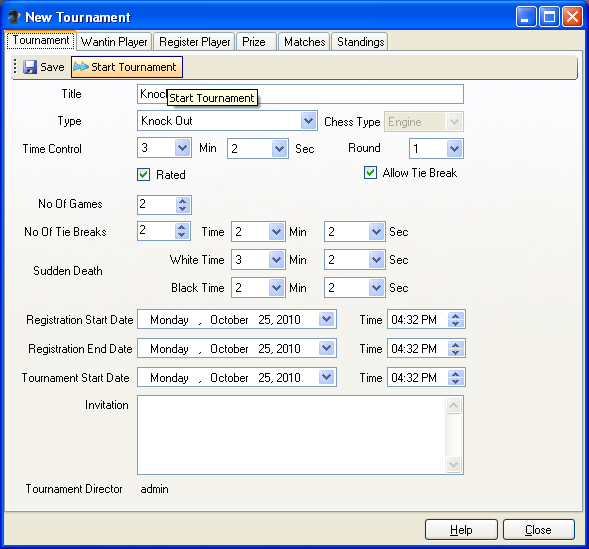 New Tournament
Tournament Wantin Player Register Player Prize Matches Standings
Save Start Tournament
Title Knock
Start Tournament
Type Knock Out Chess Type Engine
Time Control 3 Min 2 Sec Round 1
Rated Allow Tie Break
No Of Games 2
No Of Tie Breaks 2 Time 2 Min 2 Sec
Sudden Death
White Time 3 Min 2 Sec
Black Time 2 Min 2 Sec
Registration Start Date Monday , October 25, 2010 Time 04:32 PM
Registration End Date Monday , October 25, 2010 Time 04:32 PM
Tournament Start Date Monday , October 25, 2010 Time 04:32 PM
Invitation
Tournament Director admin
Help Close